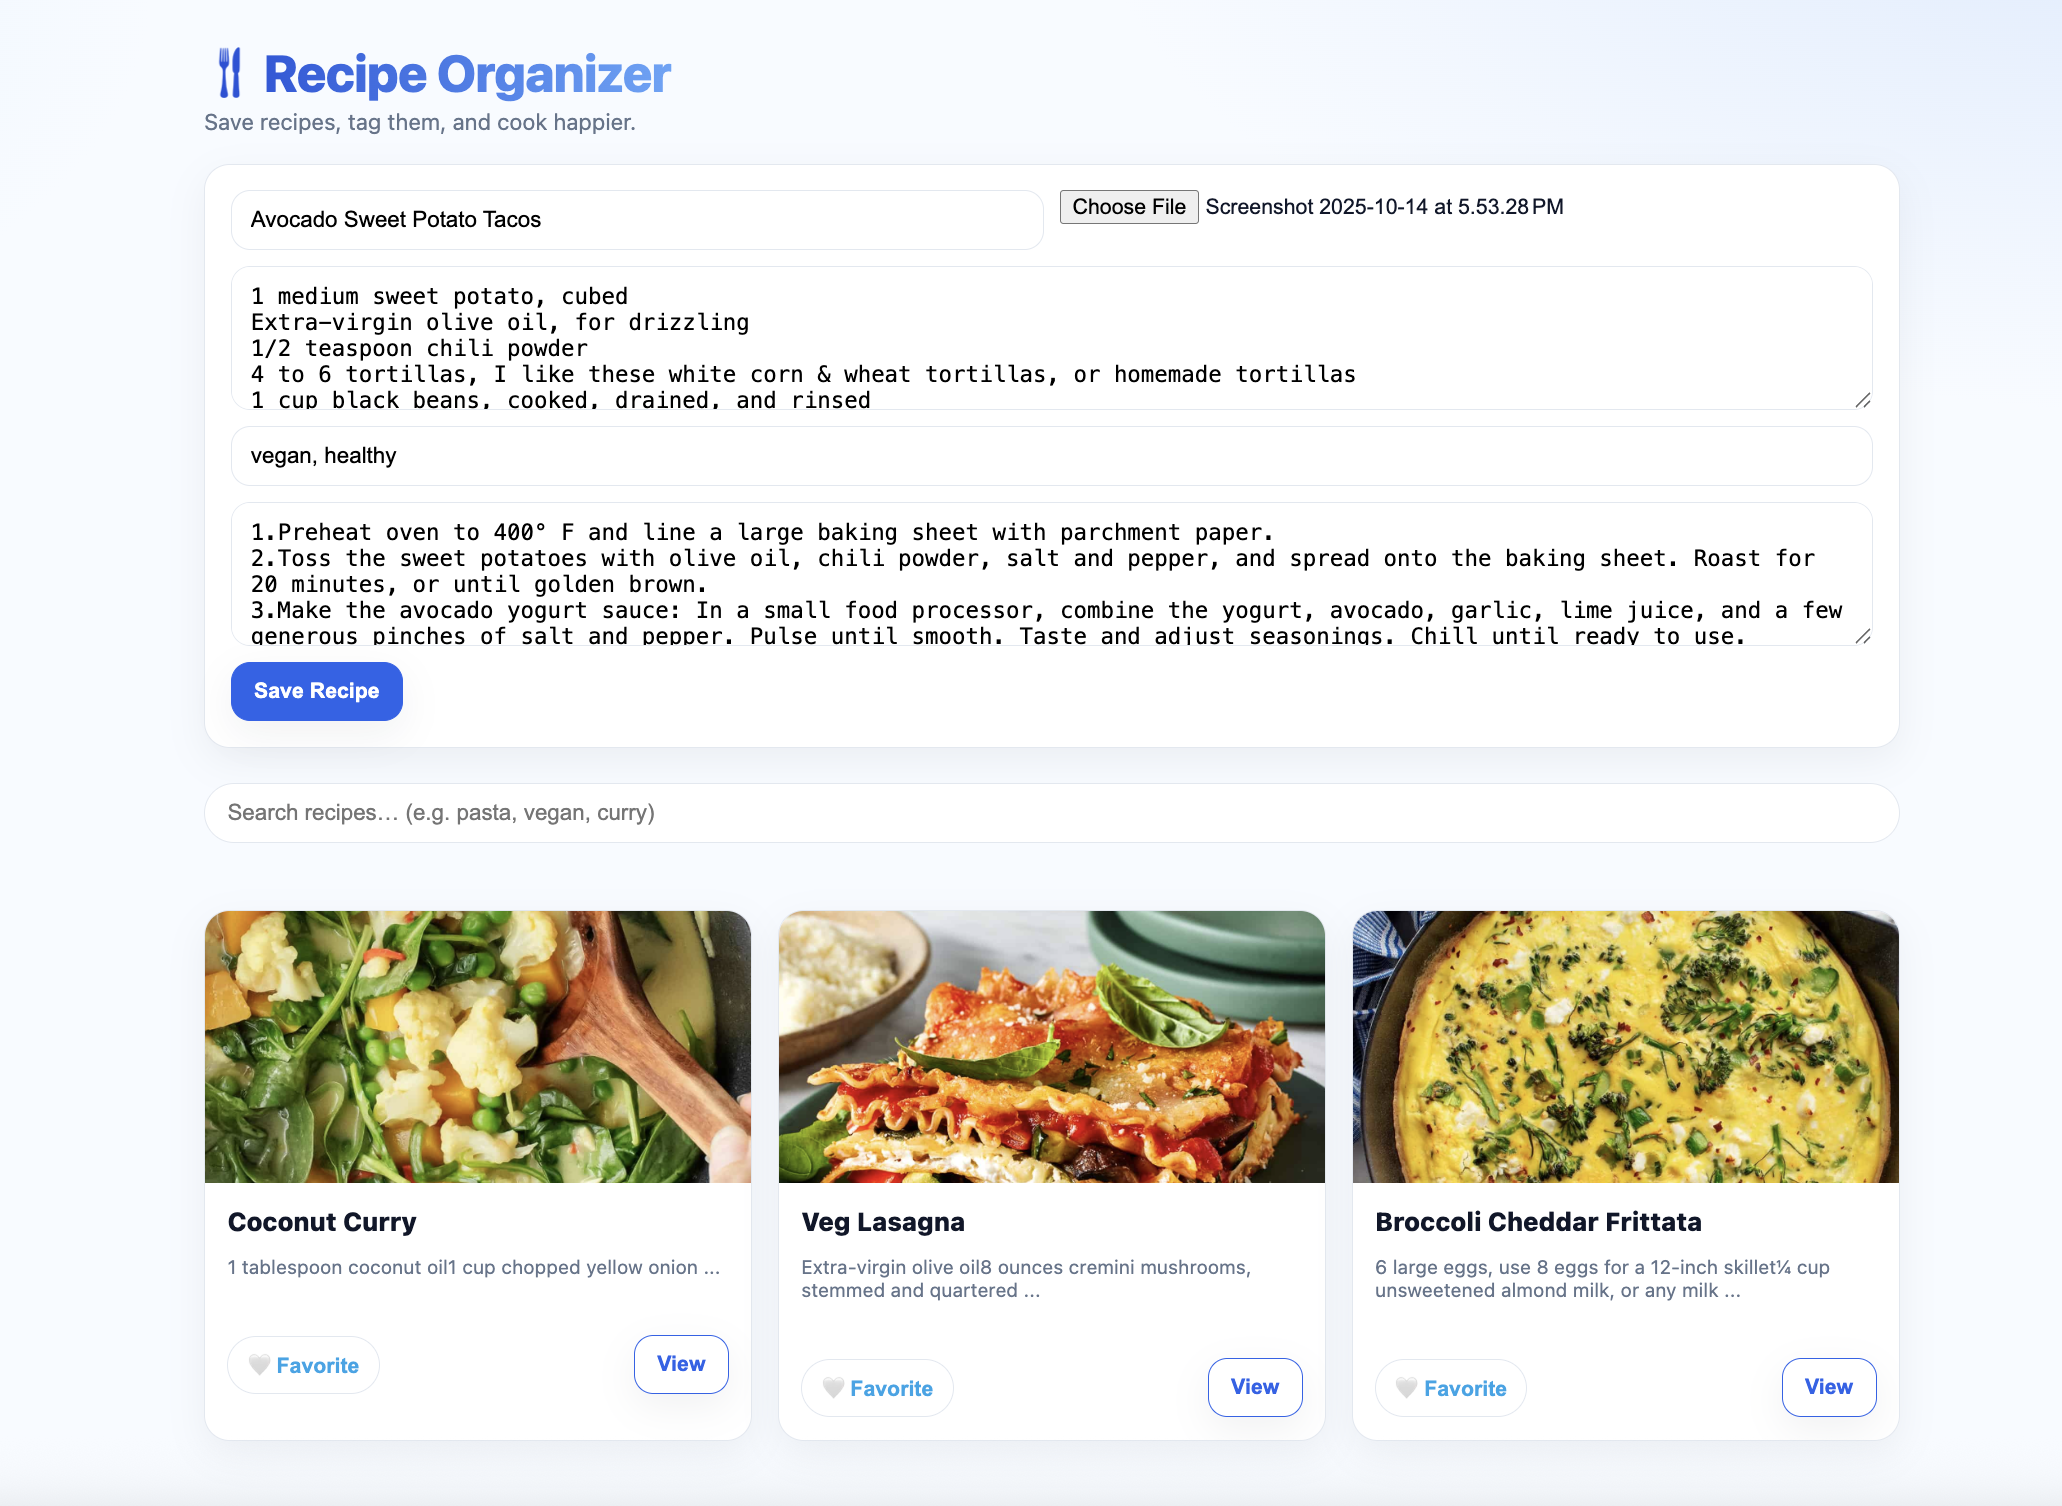 Recipe Organizer
Save recipes, tag them, and cook happier.
Avocado Sweet Potato Tacos
Choose File Screenshot 2025-10-14 at 5.53.28 PM
1 medium sweet potato, cubed
Extra-virgin olive oil, for drizzling
1/2 teaspoon chili powder
4 to 6 tortillas, I like these white corn & wheat tortillas, or homemade tortillas
1 cup black beans, cooked, drained, and rinsed
vegan, healthy
1.Preheat oven to 400° F and line a large baking sheet with parchment paper.
2.Toss the sweet potatoes with olive oil, chili powder, salt and pepper, and spread onto the baking sheet. Roast for
20 minutes, or until golden brown.
3.Make the avocado yogurt sauce: In a small food processor, combine the yogurt, avocado, garlic, lime juice, and a few
generous pinches of salt and pepper. Pulse until smooth. Taste and adjust seasonings. Chill until ready to use.
Save Recipe
Search recipes… (e.g. pasta, vegan, curry)
Coconut Curry
1 tablespoon coconut oil1 cup chopped yellow onion ...
Favorite
View
Veg Lasagna
Extra-virgin olive oil8 ounces cremini mushrooms,
stemmed and quartered ...
Favorite
View
Broccoli Cheddar Frittata
6 large eggs, use 8 eggs for a 12-inch skillet¼ cup
unsweetened almond milk, or any milk ...
Favorite
View